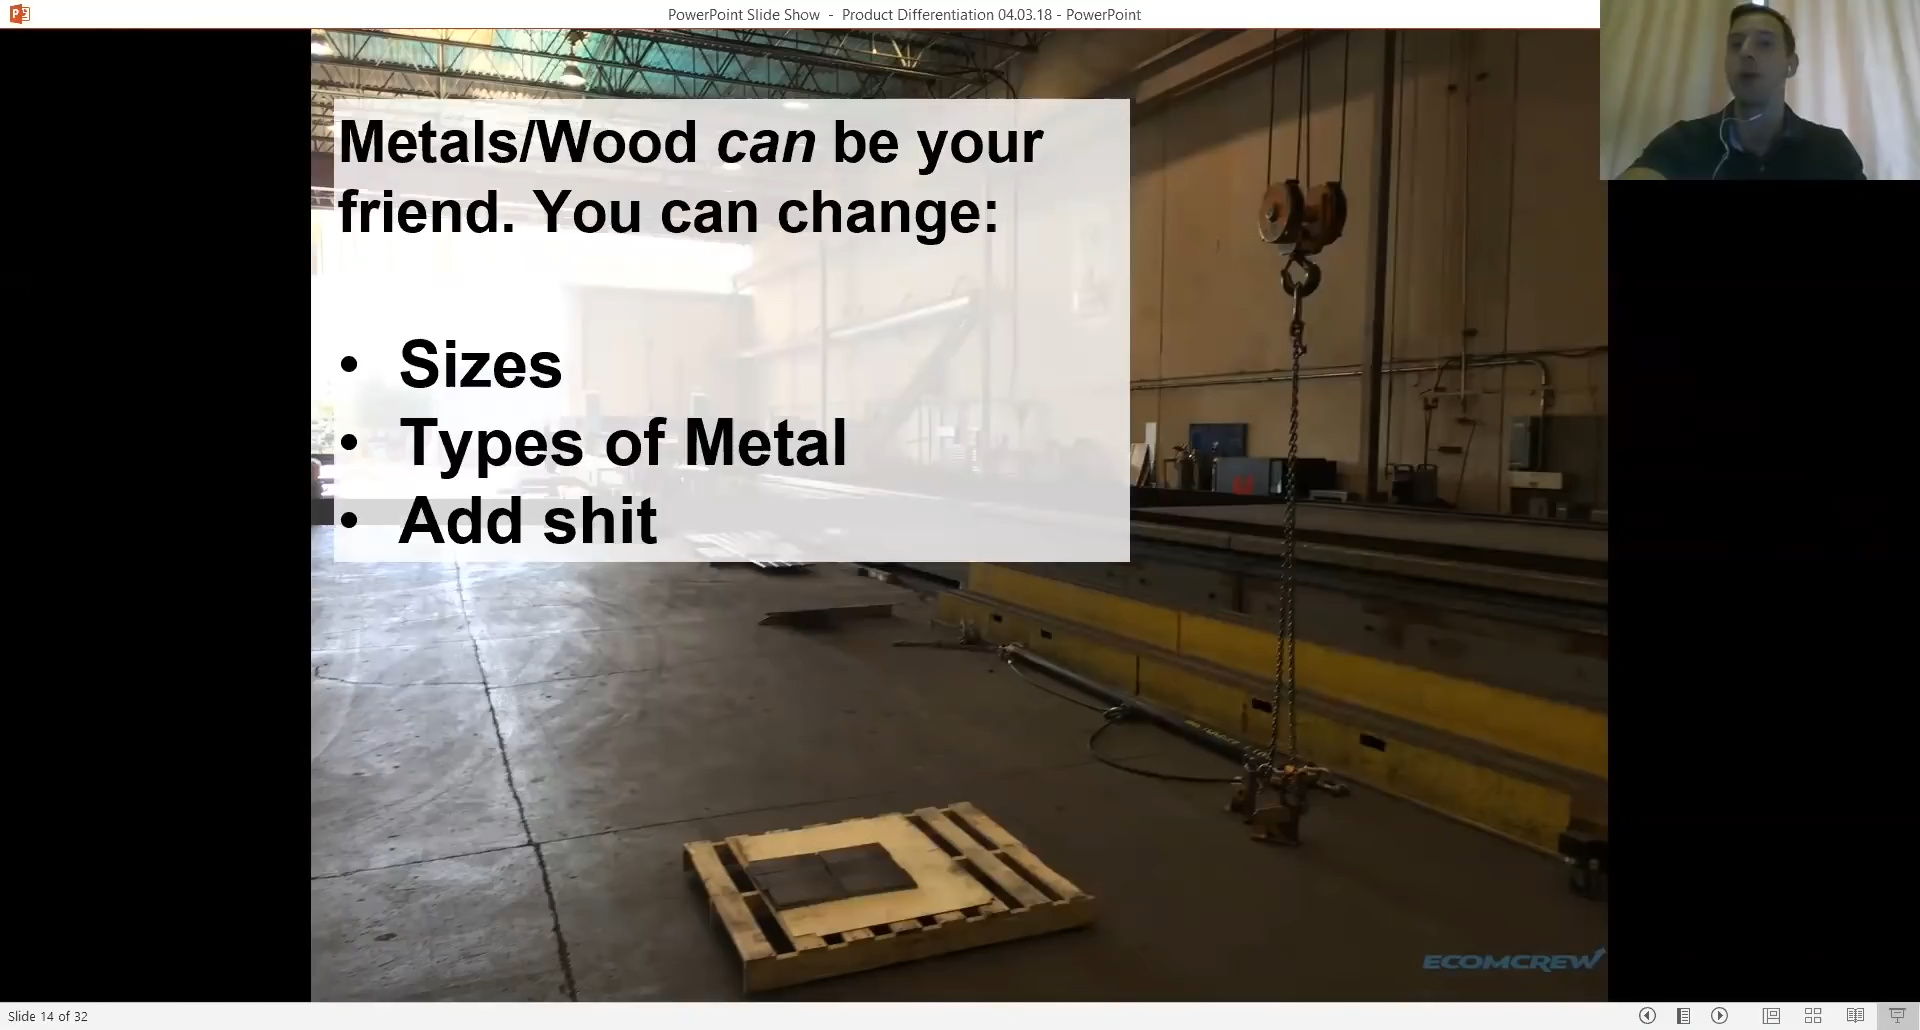 PowerPoint Slide Show - Product Differentiation 04.03.18 - PowerPoint
Metals/Wood can be your
friend. You can change:
• Sizes
• Types of Metal
• Add shit
ECOMCREW
Slide 14 of 32